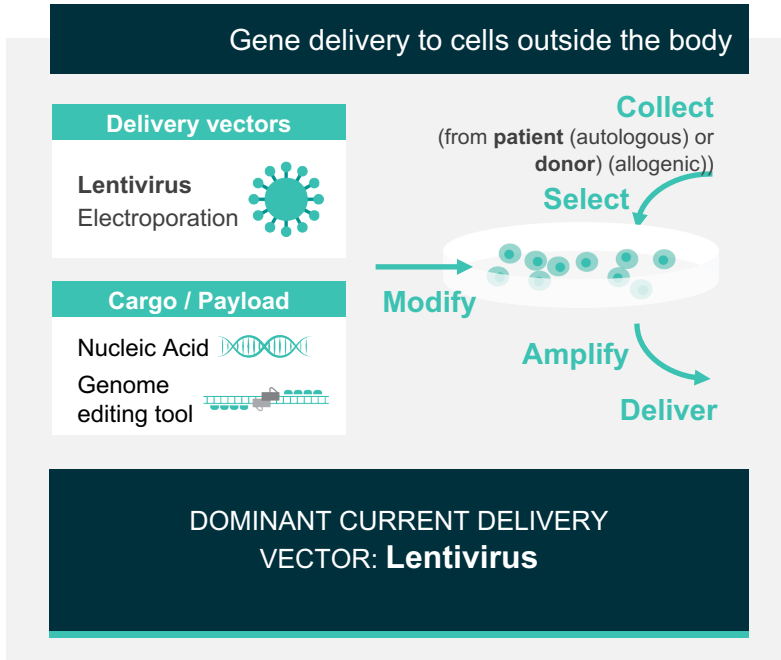 Gene delivery to cells outside the body
Delivery vectors
Lentivirus
Electroporation
Cargo / Payload
Nucleic Acid
Genome
editing tool
Collect
(from patient (autologous) or
donor) (allogenic))
Select
Modify
Amplify
Deliver
DOMINANT CURRENT DELIVERY
VECTOR: Lentivirus